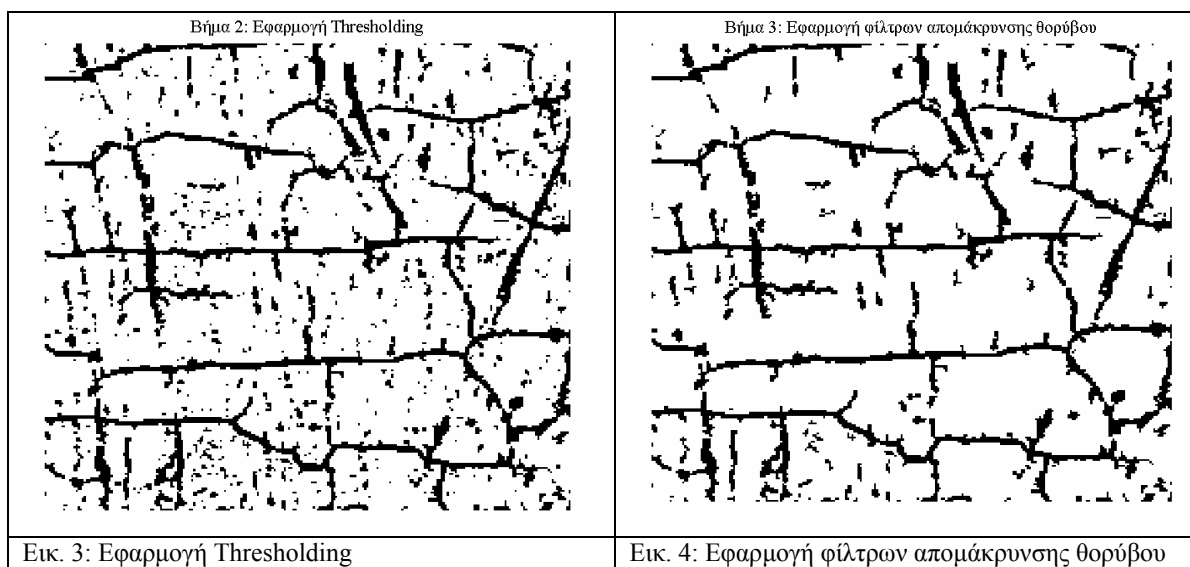 Βήμα 2: Εφαρμογή Thresholding
Βήμα 3: Εφαρμογή φίλτρων απομάκρυνσης θορύβου
Εικ. 3: Εφαρμογή Thresholding
Εικ. 4: Εφαρμογή φίλτρων απομάκρυνσης θορύβου